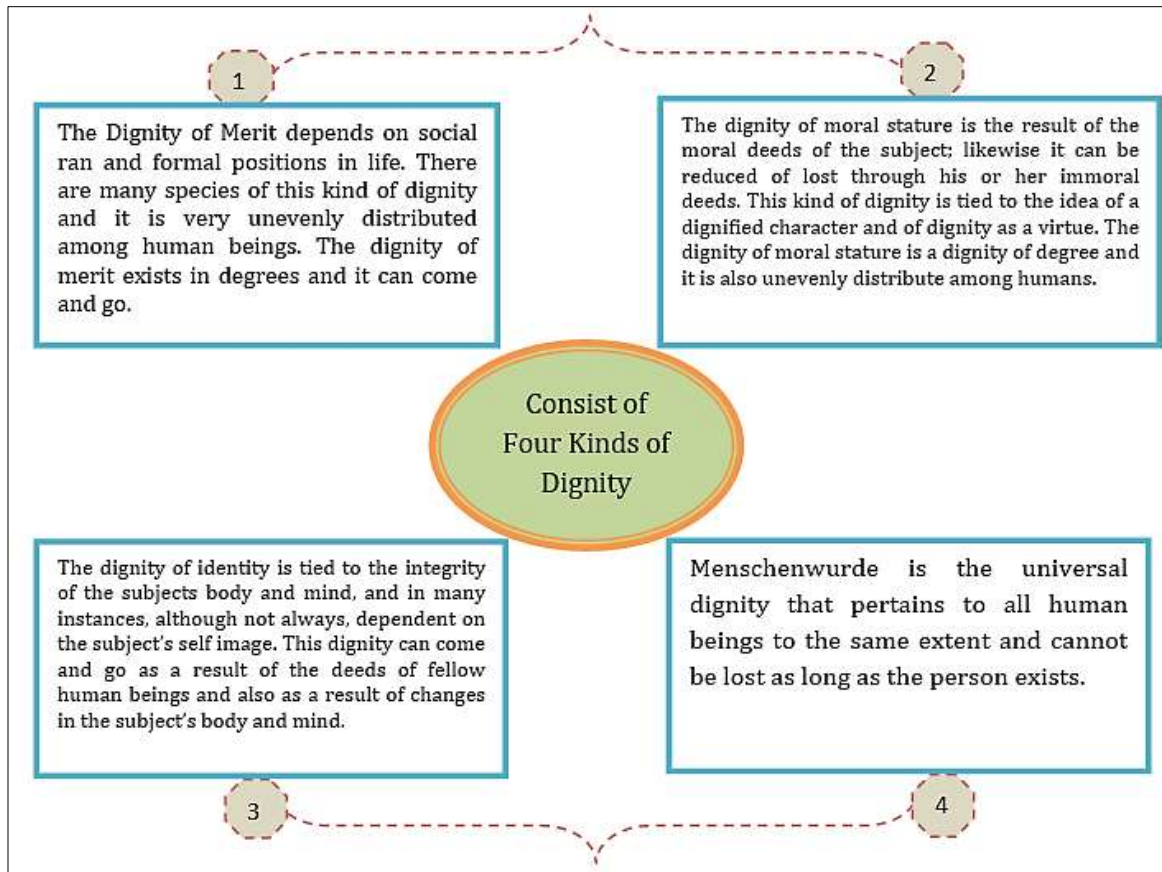 1
The Dignity of Merit depends on social
ran and formal positions in life. There
are many species of this kind of dignity
and it is very unevenly distributed
among human beings. The dignity of
merit exists in degrees and it can come
and go.
2
The dignity of moral stature is the result of the
moral deeds of the subject; likewise it can be
reduced of lost through his or her immoral
deeds. This kind of dignity is tied to the idea of a
dignified character and of dignity as a virtue. The
dignity of moral stature is a dignity of degree and
it is also unevenly distribute among humans.
Consist of
Four Kinds of
Dignity
The dignity of identity is tied to the integrity
of the subjects body and mind, and in many
instances, although not always, dependent on
the subject's self image. This dignity can come
and go as a result of the deeds of fellow
human beings and also as a result of changes
in the subject's body and mind.
3
Menschenwurde is the universal
dignity that pertains to all human
beings to the same extent and cannot
be lost as long as the person exists.
4